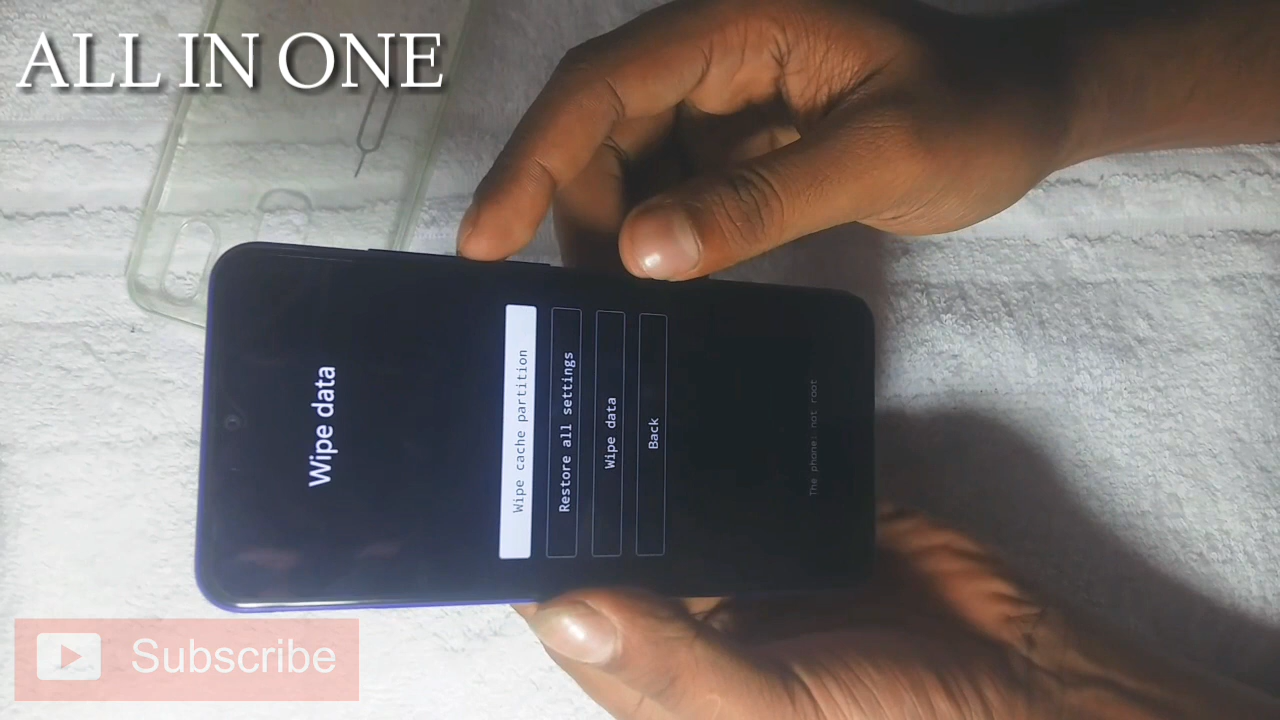 ALL IN ONE
Wipe data
Wipe cache partition
Restore all settings
Wipe data
Back
The phone: not root
Subscribe